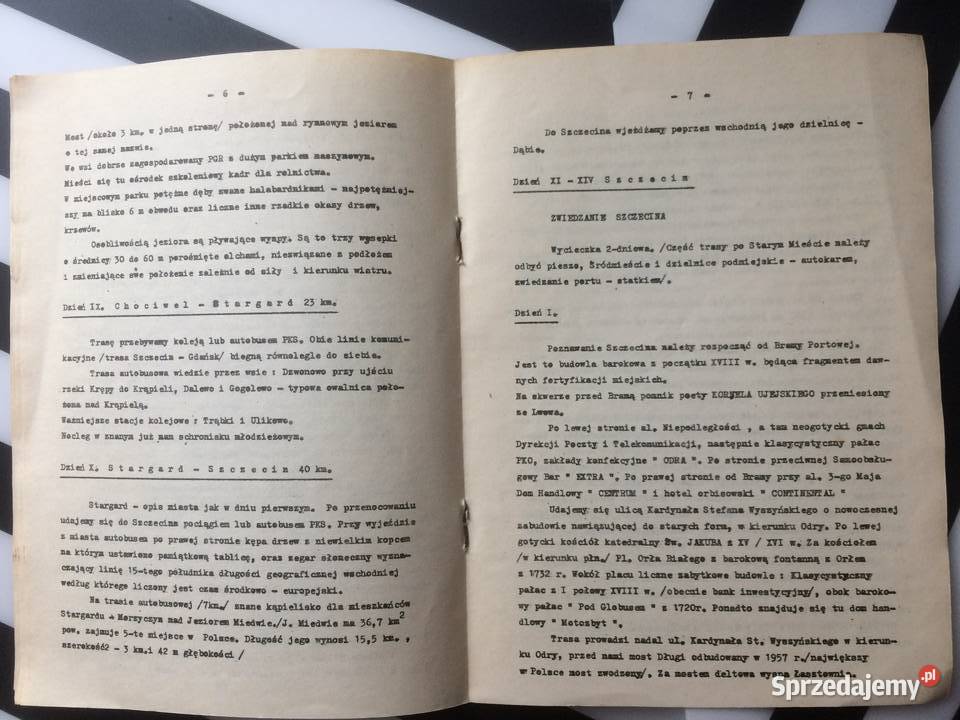 - 6 -
Most /około 3 km. w jedną stronę/ położonej nad rynnowym jeziorem
o tej samej nazwie.
We wsi dobrze zagospodarowany PGR z dużym parkiem maszynowym.
Mieści się tu ośrodek szkoleniowy kadr dla rolnictwa.
W miejscowym parku potężne dęby zwane halabardnikami - najpotężniej-
szy ma blisko 6 m obwodu oraz liczne inne rzadkie okazy drzew,
krzewów.
Osobliwością jeziora są pływające wyspy. Są to trzy wysepki
o średnicy 30 do 60 m porośnięte olchami, niezwiązane z podłożem
i zmieniające swe położenie zależnie od siły i kierunku wiatru.
Dzień IX. Chociwel - Stargard 23 km.
Trasę przebywamy koleją lub autobusem PKS. Obie linie komuni-
kacyjne /trasa Szczecin - Gdańsk/ biegną równolegle do siebie.
Trasa autobusowa wiedzie przez wsie : Dzwonowo przy ujściu
rzeki Krępy do Krąpieli, Dalewo i Gogolewo - typowa owalnica poło-
żona nad Krąpielą.
Ważniejsze stacje kolejowe : Trąbki i Ulikowo.
Nocleg w znanym już nam schronisku młodzieżowym.
Dzień X. Stargard - Szczecin 40 km.
Stargard - opis miasta jak w dniu pierwszym. Po przenocowaniu
udajemy się do Szczecina pociągiem lub autobusem PKS. Przy wyjeździe
z miasta autobusem po prawej stronie kępa drzew z niewielkim kopcem
na którym ustawiono pamiątkową tablicę, oraz zegar słoneczny wyzna-
czający linię 15-tego południka długości geograficznej wschodniej
według którego liczony jest czas środkowo - europejski.
Na trasie autobusowej /7km./ znane kąpielisko dla mieszkańców
Stargardu - Morzyczyn nad Jeziorem Miedwie./J. Miedwie ma 36,7 km2
pow. zajmuje 5-te miejsce w Polsce. Długość jego wynosi 15,5 km. ,
szerokość - 3 km.i 42 m głębokości/
- 7 -
Do Szczecina wjeżdżamy poprzez wschodnią jego dzielnicę -
Dąbie.
Dzień XI - XIV Szczecin
ZWIEDZANIE SZCZECINA
Wycieczka 2-dniowa. /Część trasy po Starym Mieście należy
odbyć pieszo, Śródmieście i dzielnice podmiejskie - autokarem,
zwiedzanie portu - statkiem/.
Dzień I.
Poznawanie Szczecina należy rozpocząć od Bramy Portowej.
Jest to budowla barokowa z początku XVIII w. będąca fragmentem daw-
nych fortyfikacji miejskich.
Na skwerze przed Bramą pomnik poety KORNELA UJEJSKIEGO przeniesiony
ze Lwowa.
Po lewej stronie al. Niepodległości , a tam neogotycki gmach
Dyrekcji Poczty i Telekomunikacji, następnie klasycystyczny pałac
PKO, zakłady konfekcyjne " ODRA ". Po stronie przeciwnej Samoobsłu-
gowy Bar " EXTRA ". Po prawej stronie od Bramy przy al. 3-go Maja
Dom Handlowy " CENTRUM " i hotel orbisowski " CONTINENTAL "
Udajemy się ulicą Kardynała Stefana Wyszyńskiego o nowoczesnej
zabudowie nawiązującej do starych form, w kierunku Odry. Po lewej
gotycki kościół katedralny św. JAKUBA z XV / XVI w. Za kościołem
/w kierunku płn./ Pl. Orła Białego z barokową fontanną z Orłem
z 1732 r. Wokół placu liczne zabytkowe budowle : Klasycystyczny
pałac z I połowy XVIII w. /obecnie bank inwestycyjny/, obok baroko-
wy pałac " Pod Globusem " z 1720r. Ponadto znajduje się tu dom han-
dlowy " Motozbyt ".
Trasa prowadzi nadal ul. Kardynała St. Wyszyńskiego w kierun-
ku Odry, przed nami most Długi odbudowany w 1957 r./największy
w Polsce most zwodzony/. Za mostem deltowa wyspa Łasztownia.
Sprzedajemy.pl